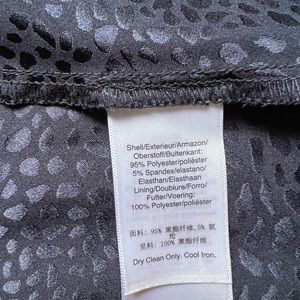 Shell/Exterieur/Armazon/
Oberstoff/Buitenkant:
95% Polyester/poliéster
5% Spandex/elastano/
Elasthan/Elasthaan
Lining/Doublure/Forro/
Futter/Voering:
100% Polyester/poliéster
面料: 95% 聚酯纤维,5% 氨
纶
里料: 100% 聚酯纤维
Dry Clean Only. Cool Iron.